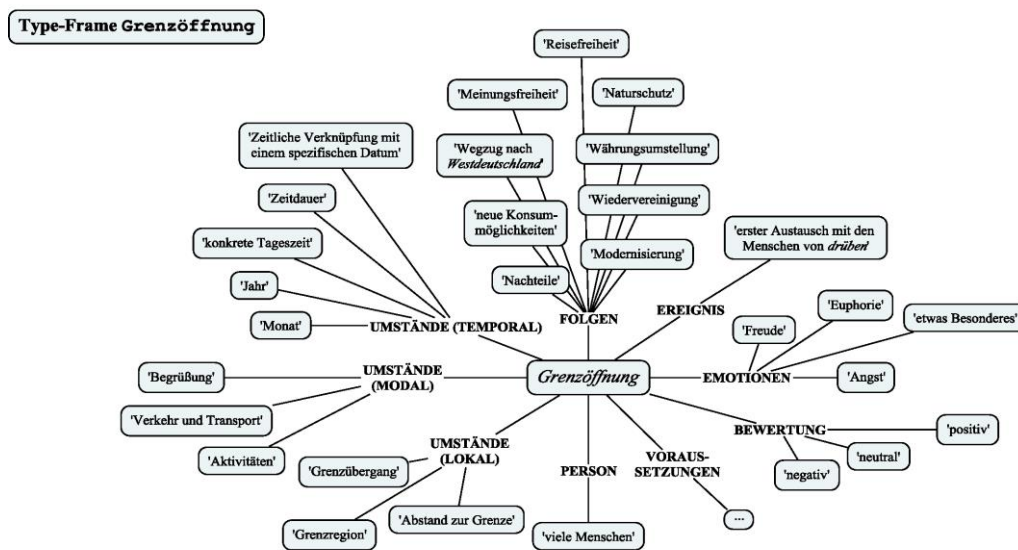 Type-Frame Grenzöffnung
'Reisefreiheit'
'Meinungsfreiheit'
'Naturschutz'
'Zeitliche Verknüpfung mit
einem spezifischen Datum'
'Wegzug nach
Westdeutschland'
'Währungsumstellung'
'Zeitdauer'
'neue Konsum-
möglichkeiten'
'Wiedervereinigung'
'konkrete Tageszeit'
'Modernisierung'
'erster Austausch mit den
Menschen von drüben'
'Jahr'
'Nachteile'
'Monat'
UMSTÄNDE (TEMPORAL)
FOLGEN
EREIGNIS
'Euphorie'
'Freude'
'etwas Besonderes'
'Begrüßung'
UMSTÄNDE
(MODAL)
Grenzöffnung
EMOTIONEN
'Angst'
'Verkehr und Transport'
'Aktivitäten'
UMSTÄNDE
(LOKAL)
'Grenzübergang'
PERSON
VORAUS-
SETZUNGEN
BEWERTUNG
'positiv'
'neutral'
'negativ'
'Grenzregion'
'Abstand zur Grenze'
'viele Menschen'
...